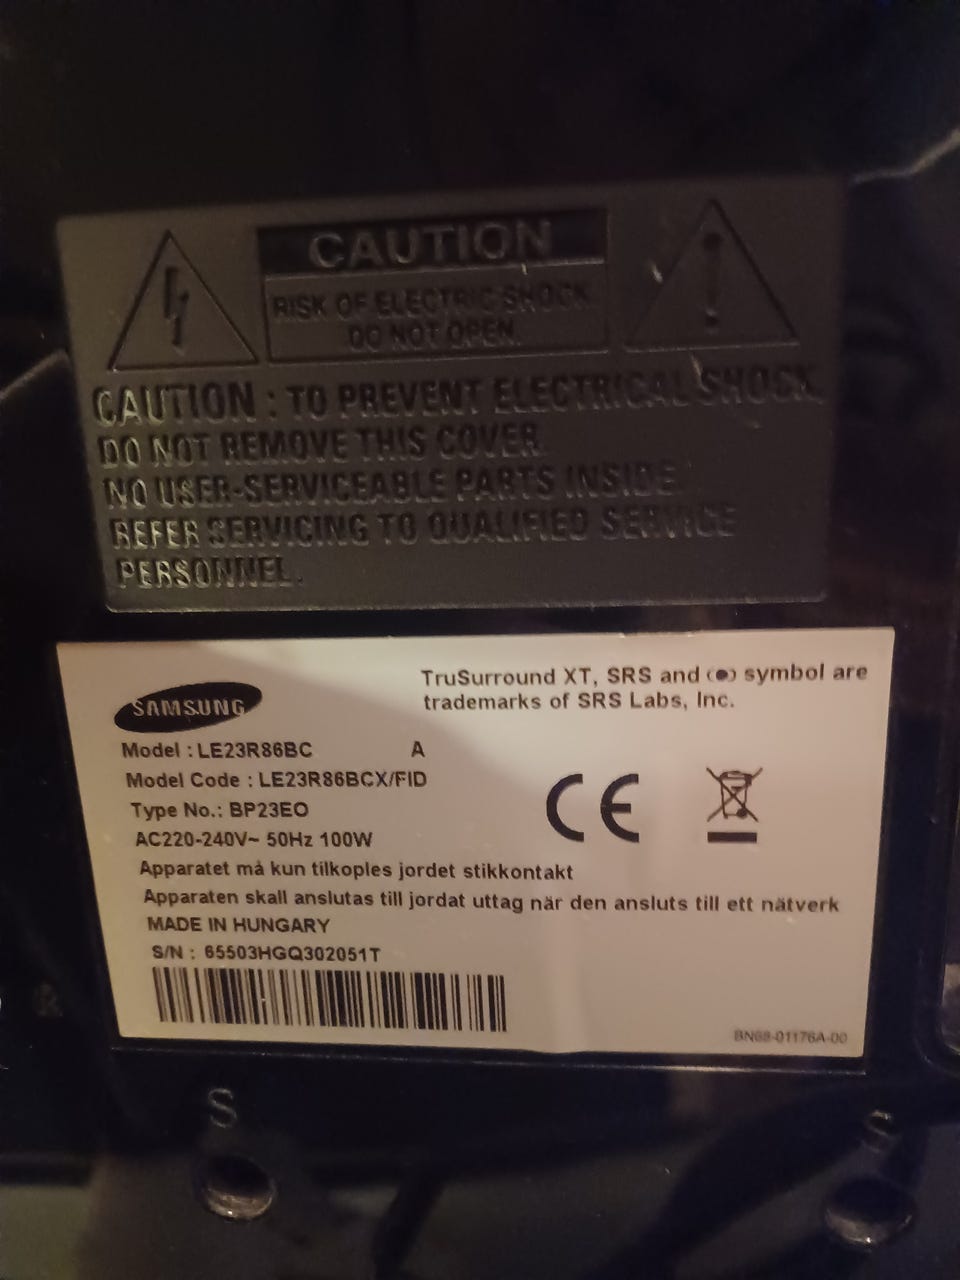 CAUTION
RISK OF ELECTRIC SHOCK
DO NOT OPEN.
CAUTION : TO PREVENT ELECTRICAL SHOCK,
DO NOT REMOVE THIS COVER.
NO USER-SERVICEABLE PARTS INSIDE.
REFER SERVICING TO QUALIFIED SERVICE
PERSONNEL.
TruSurround XT, SRS and (●) symbol are
trademarks of SRS Labs, Inc.
SAMSUNG
Model : LE23R86BC A
Model Code : LE23R86BCX/FID
Type No.: BP23EO
AC220-240V~ 50Hz 100W
CE
Apparatet må kun tilkoples jordet stikkontakt
Apparaten skall anslutas till jordat uttag när den ansluts till ett nätverk
MADE IN HUNGARY
S/N : 65503HGQ302051T
BN68-01176A-00
S
S